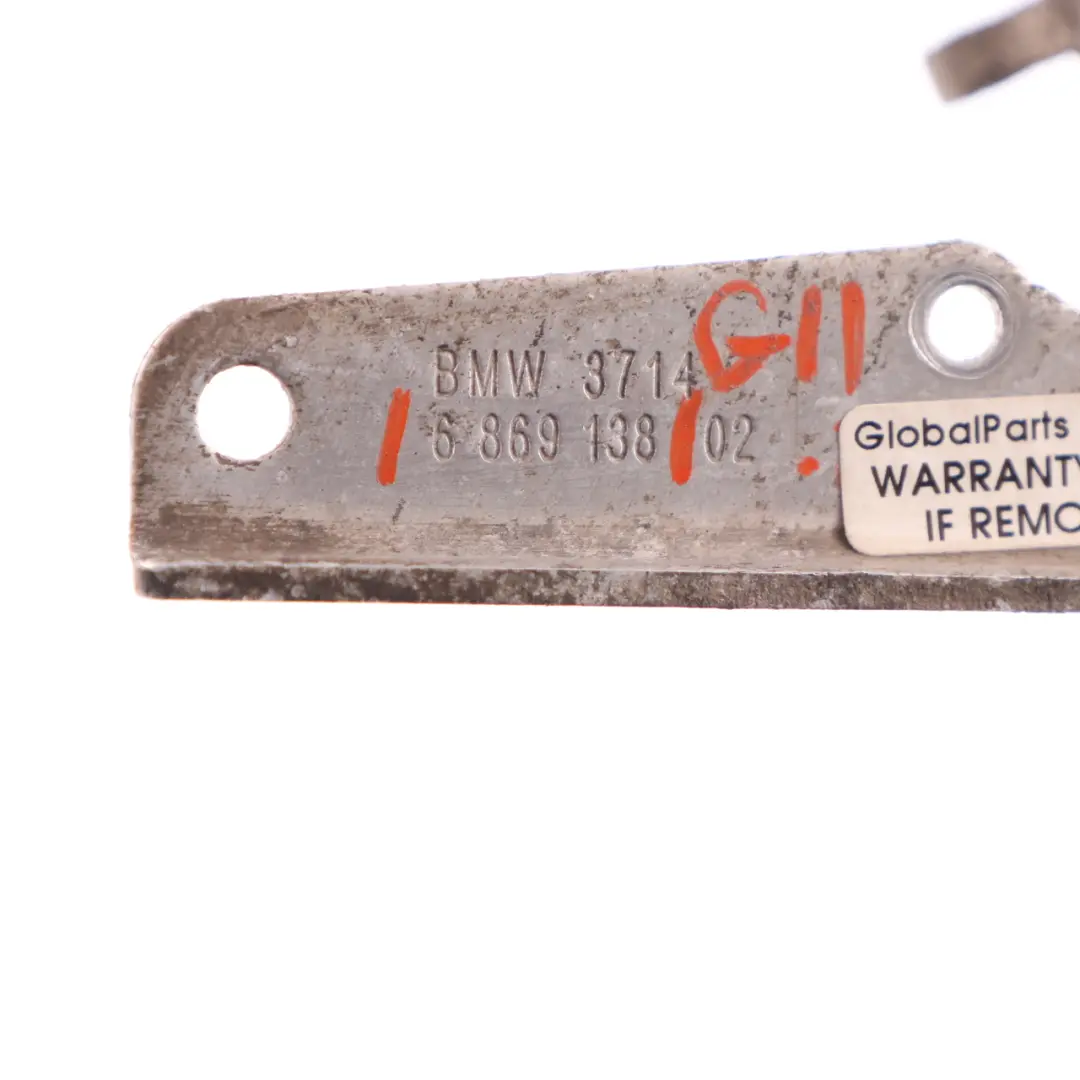 G11
BMW 3714
6 869 138 02
GlobalParts
WARRANTY
IF REMO